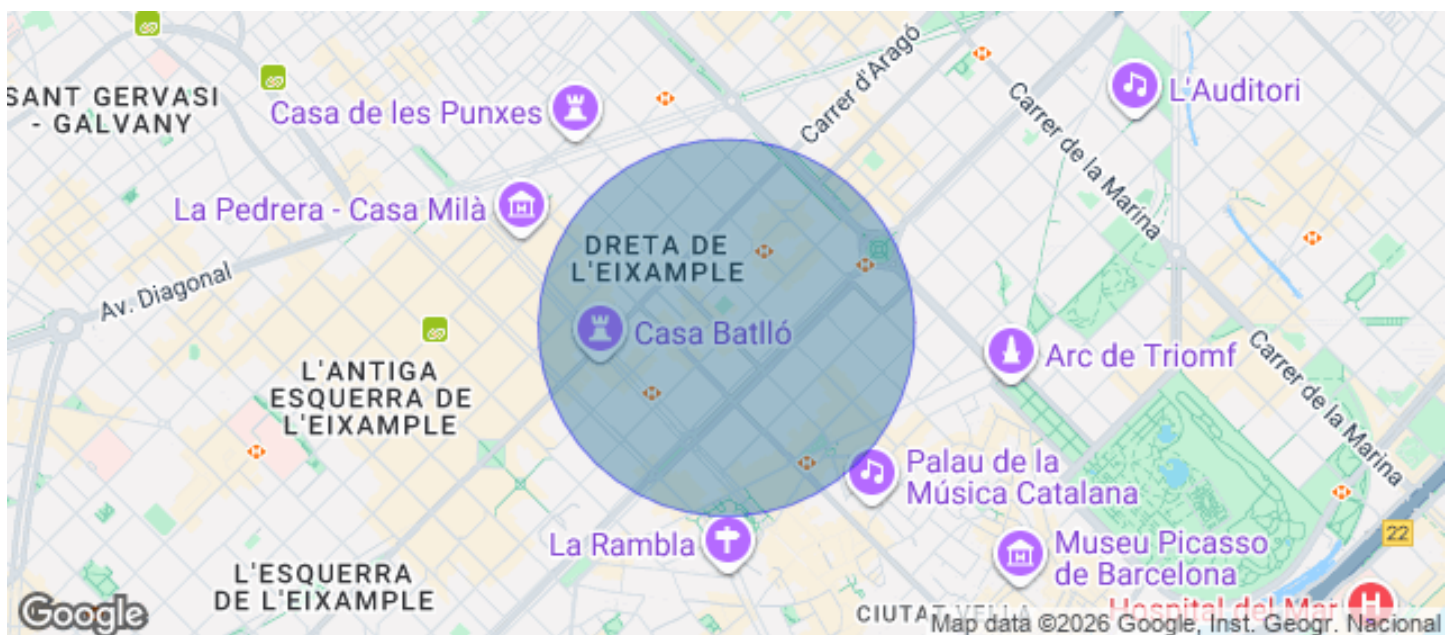 Carrer d'Aragó
SANT GERVASI
- GALVANY
Casa de les Punxes
L'Auditori
Carrer de la Marina
La Pedrera - Casa Milà
DRETA DE
L'EIXAMPLE
Av. Diagonal
Casa Batlló
Arc de Triomf
Carrer de la Marina
L'ANTIGA
ESQUERRA DE
L'EIXAMPLE
Palau de la
Música Catalana
La Rambla
22
Museu Picasso
de Barcelona
L'ESQUERRA
DE L'EIXAMPLE
CIUTAT VELLA
Hospital del Mar
H
Google
Map data ©2026 Google, Inst. Geogr. Nacional